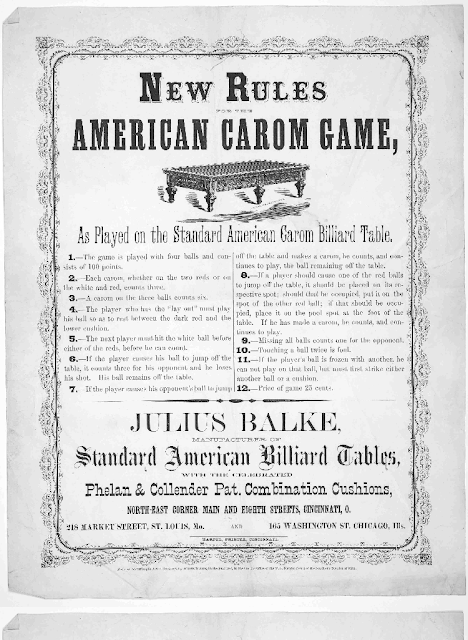 NEW RULES
FOR THE
AMERICAN CAROM GAME,
As Played on the Standard American Carom Billiard Table.
1.—The game is played with four balls and con-
sists of 100 points.
2.—Each carom, whether on the two reds or on
the white and red, counts three.
3.—A carom on the three balls counts six.
4.—The player who has the "lay out" must play
his ball so as to rest between the dark red and the
lower cushion.
5.—The next player must hit the white ball before
either of the reds, before he can count.
6.—If the player causes his ball to jump off the
table, it counts three for his opponent and he loses
his shot. His ball remains off the table.
7. If the player causes his opponent's ball to jump
off the table and makes a carom, he counts, and con-
tinues to play, the ball remaining off the table.
8.—If a player should cause one of the red balls
to jump off the table, it should be placed on its re-
spective spot; should that be occupied, put it on the
spot of the other red ball; if that should be occu-
pied, place it on the pool spot at the foot of the
table. If he has made a carom, he counts, and con-
tinues to play.
9.—Missing all balls counts one for the opponent.
10.—Touching a ball twice is foul.
11.—If the player's ball is frozen with another, he
can not play on that ball, but must first strike either
another ball or a cushion.
12.—Price of game 25 cents.
JULIUS BALKE,
MANUFACTURER OF
Standard American Billiard Tables,
WITH THE CELEBRATED
Phelan & Collender Pat. Combination Cushions,
NORTH-EAST CORNER MAIN AND EIGHTH STREETS, CINCINNATI, O.
218 MARKET STREET, ST. LOUIS, Mo. AND 105 WASHINGTON ST. CHICAGO, Ills.
HARPEL, PRINTER, CINCINNATI.